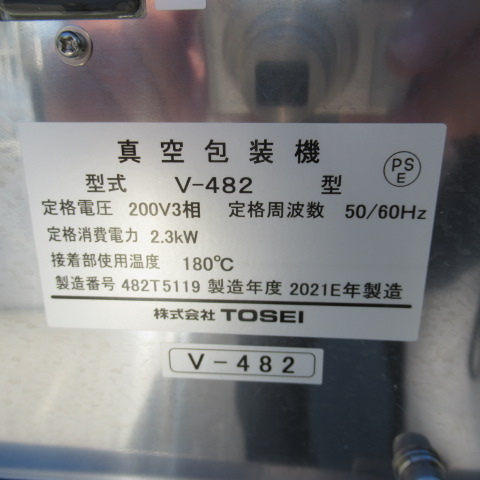 真空包装機
PS
E
型式 V-482 型
定格電圧 200V3相 定格周波数 50/60Hz
定格消費電力 2.3kW
接着部使用温度 180℃
製造番号 482T5119 製造年度 2021E年製造
株式会社 TOSEI
V-482